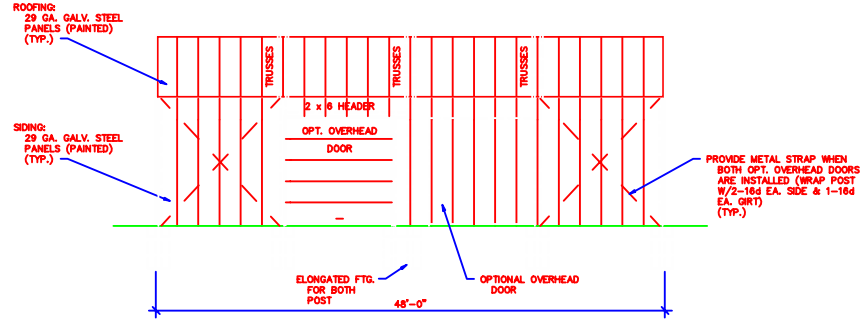 ROOFING:
29 GA. GALV. STEEL
PANELS (PAINTED)
(TYP.)
TRUSSES
TRUSSES
TRUSSES
2 x 6 HEADER
OPT. OVERHEAD
DOOR
SIDING:
29 GA. GALV. STEEL
PANELS (PAINTED)
(TYP.)
PROVIDE METAL STRAP WHEN
BOTH OPT. OVERHEAD DOORS
ARE INSTALLED (WRAP POST
W/2-16d EA. SIDE & 1-16d
EA. GIRT)
(TYP.)
ELONGATED FTG.
FOR BOTH
POST
OPTIONAL OVERHEAD
DOOR
48'-0"